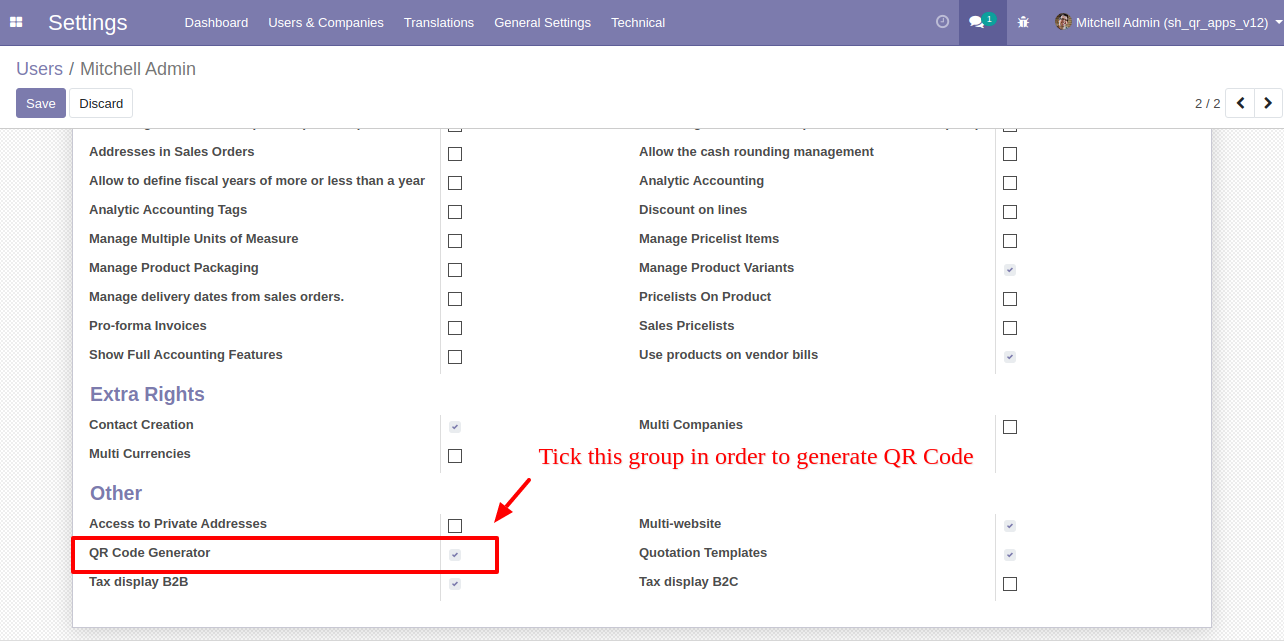 Settings
Dashboard
Users & Companies
Translations
General Settings
Technical
1
Mitchell Admin (sh_qr_apps_v12)
Users / Mitchell Admin
Save
Discard
2 / 2
Addresses in Sales Orders
Allow the cash rounding management
Allow to define fiscal years of more or less than a year
Analytic Accounting
Analytic Accounting Tags
Discount on lines
Manage Multiple Units of Measure
Manage Pricelist Items
Manage Product Packaging
Manage Product Variants
Manage delivery dates from sales orders.
Pricelists On Product
Pro-forma Invoices
Sales Pricelists
Show Full Accounting Features
Use products on vendor bills
Extra Rights
Contact Creation
Multi Companies
Multi Currencies
Tick this group in order to generate QR Code
Other
Access to Private Addresses
Multi-website
QR Code Generator
Quotation Templates
Tax display B2B
Tax display B2C